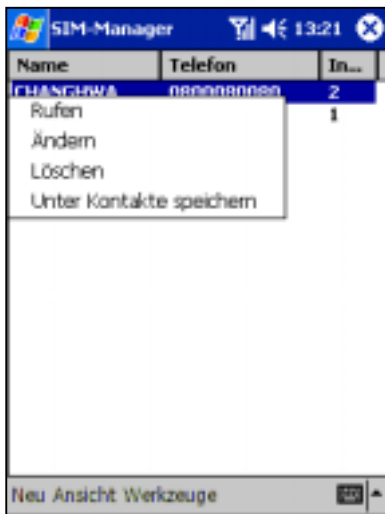 SIM-Manager 13:21
Name Telefon In...
CHANGHWA 0800080080 2
1
Rufen
Ändern
Löschen
Unter Kontakte speichern
Neu Ansicht Werkzeuge